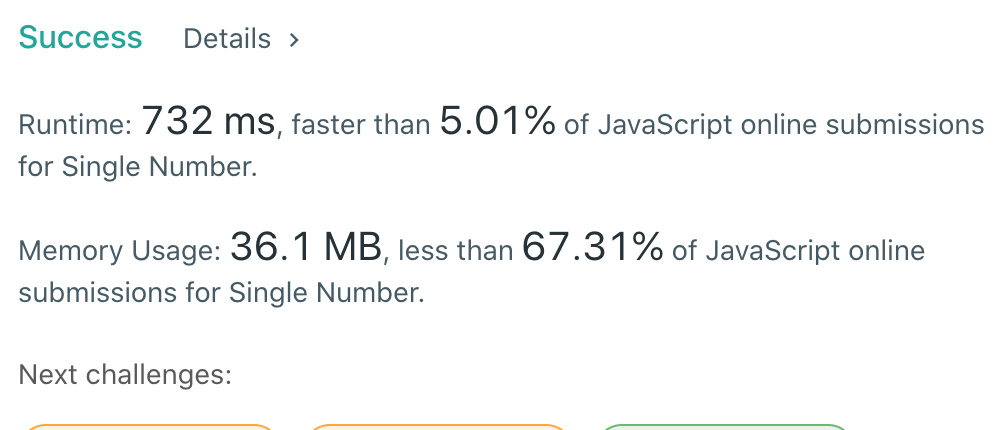 Success Details >
Runtime: 732 ms, faster than 5.01% of JavaScript online submissions
for Single Number.
Memory Usage: 36.1 MB, less than 67.31% of JavaScript online
submissions for Single Number.
Next challenges: